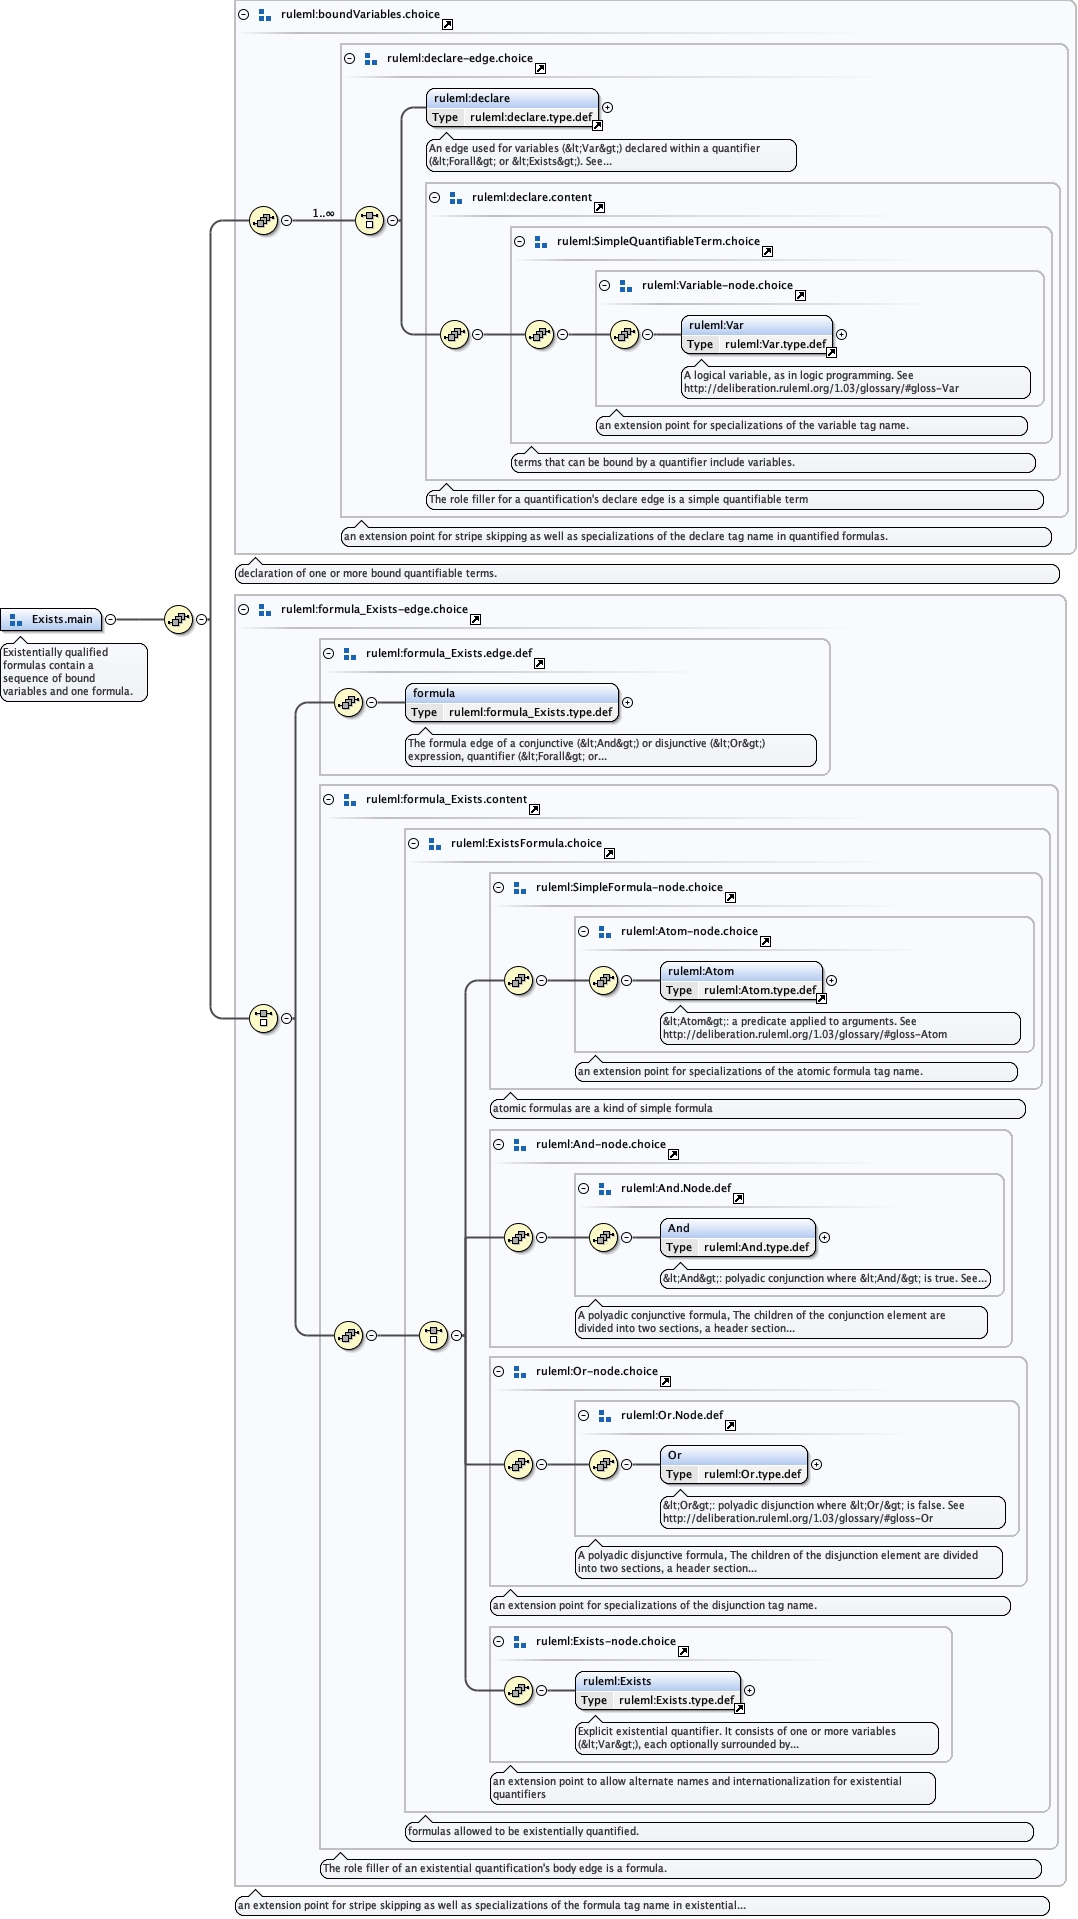 ruleml:boundVariables.choice
ruleml:declare-edge.choice
ruleml:declare
Type ruleml:declare.type.def
An edge used for variables (&lt;Var&gt;) declared within a quantifier
(&lt;Forall&gt; or &lt;Exists&gt;). See...
ruleml:declare.content
1..∞
ruleml:SimpleQuantifiableTerm.choice
ruleml:Variable-node.choice
ruleml:Var
Type ruleml:Var.type.def
A logical variable, as in logic programming. See
http://deliberation.ruleml.org/1.03/glossary/#gloss-Var
an extension point for specializations of the variable tag name.
terms that can be bound by a quantifier include variables.
The role filler for a quantification's declare edge is a simple quantifiable term
an extension point for stripe skipping as well as specializations of the declare tag name in quantified formulas.
declaration of one or more bound quantifiable terms.
Exists.main
Existentially qualified
formulas contain a
sequence of bound
variables and one formula.
ruleml:formula_Exists-edge.choice
ruleml:formula_Exists.edge.def
formula
Type ruleml:formula_Exists.type.def
The formula edge of a conjunctive (&lt;And&gt;) or disjunctive (&lt;Or&gt;)
expression, quantifier (&lt;Forall&gt; or...
ruleml:formula_Exists.content
ruleml:ExistsFormula.choice
ruleml:SimpleFormula-node.choice
ruleml:Atom-node.choice
ruleml:Atom
Type ruleml:Atom.type.def
&lt;Atom&gt;: a predicate applied to arguments. See
http://deliberation.ruleml.org/1.03/glossary/#gloss-Atom
an extension point for specializations of the atomic formula tag name.
atomic formulas are a kind of simple formula
ruleml:And-node.choice
ruleml:And.Node.def
And
Type ruleml:And.type.def
&lt;And&gt;: polyadic conjunction where &lt;And/&gt; is true. See...
A polyadic conjunctive formula, The children of the conjunction element are
divided into two sections, a header section...
ruleml:Or-node.choice
ruleml:Or.Node.def
Or
Type ruleml:Or.type.def
&lt;Or&gt;: polyadic disjunction where &lt;Or/&gt; is false. See
http://deliberation.ruleml.org/1.03/glossary/#gloss-Or
A polyadic disjunctive formula, The children of the disjunction element are divided
into two sections, a header section...
an extension point for specializations of the disjunction tag name.
ruleml:Exists-node.choice
ruleml:Exists
Type ruleml:Exists.type.def
Explicit existential quantifier. It consists of one or more variables
(&lt;Var&gt;), each optionally surrounded by...
an extension point to allow alternate names and internationalization for existential
quantifiers
formulas allowed to be existentially quantified.
The role filler of an existential quantification's body edge is a formula.
an extension point for stripe skipping as well as specializations of the formula tag name in existential...